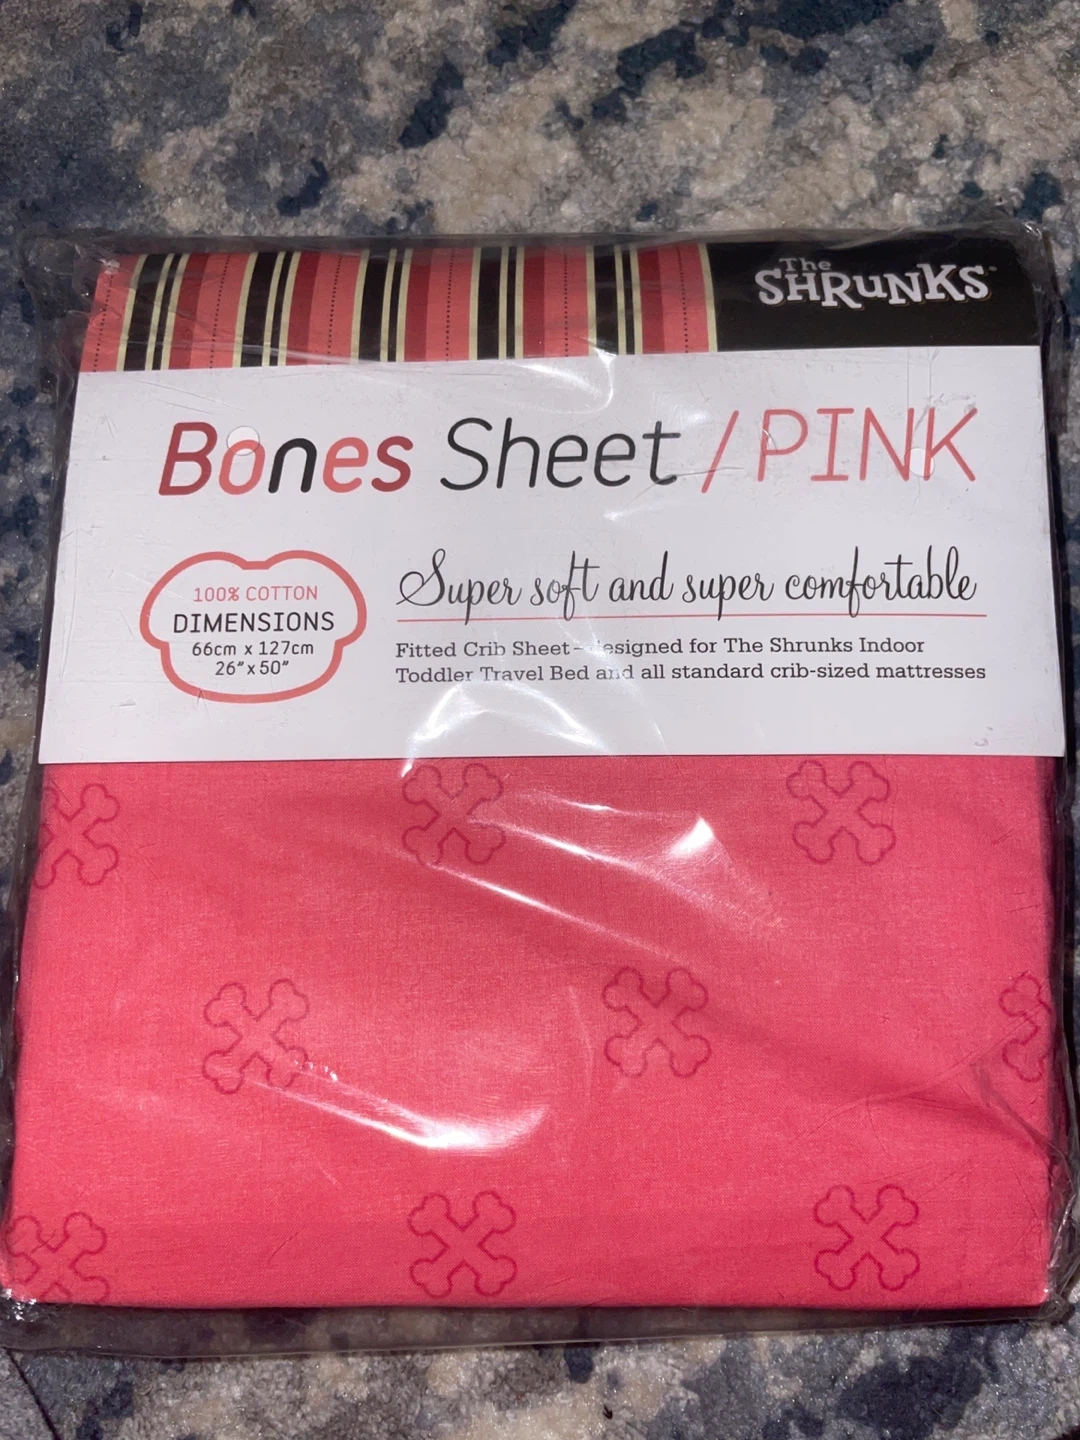 The
SHRUNKS
Bones Sheet / PINK
100% COTTON
DIMENSIONS
66cm x 127cm
26" x 50"
Super soft and super comfortable
Fitted Crib Sheet - designed for The Shrunks Indoor
Toddler Travel Bed and all standard crib-sized mattresses